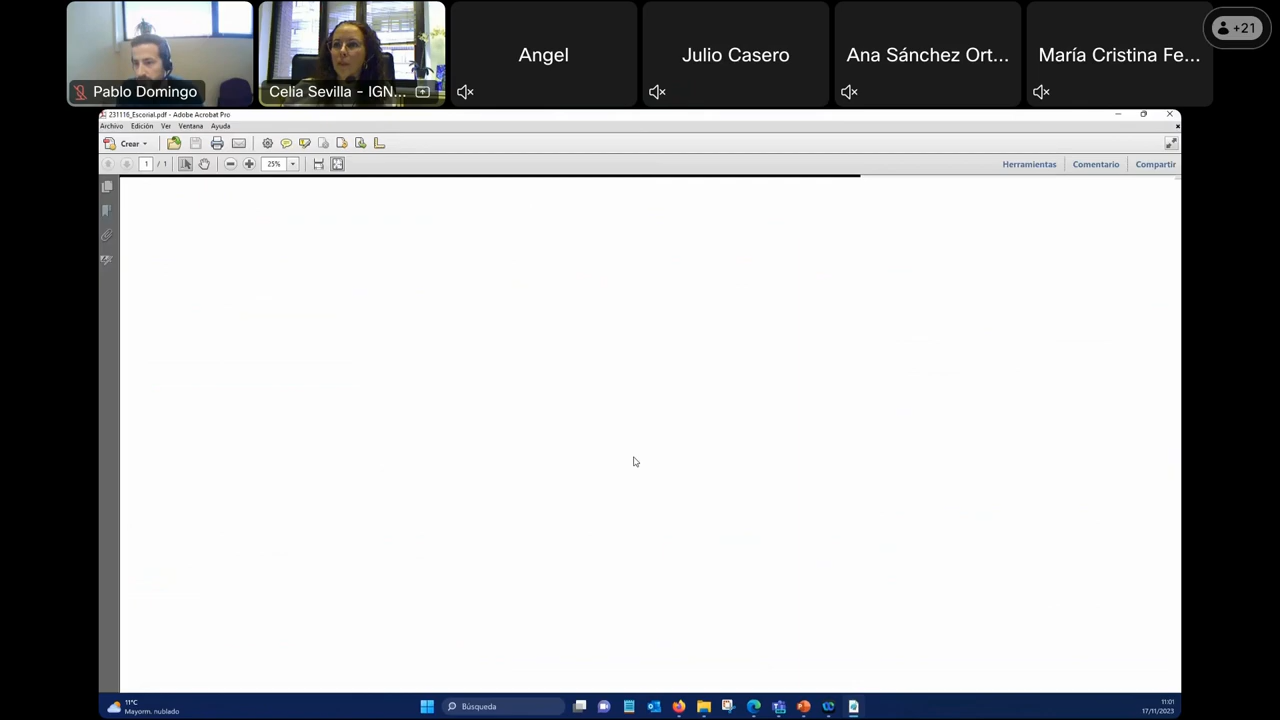 +21
Pablo Domingo
Celia Sevilla - IGN...
Angel
Julio Casero
Ana Sánchez Ort...
María Cristina Fe...
231116_Escorial.pdf - Adobe Acrobat Pro
Archivo Edición Ver Ventana Ayuda
Crear
1 / 1 25% Herramientas Comentario Compartir
11°C
Mayorm. nublado
Búsqueda
11:01
17/11/2023